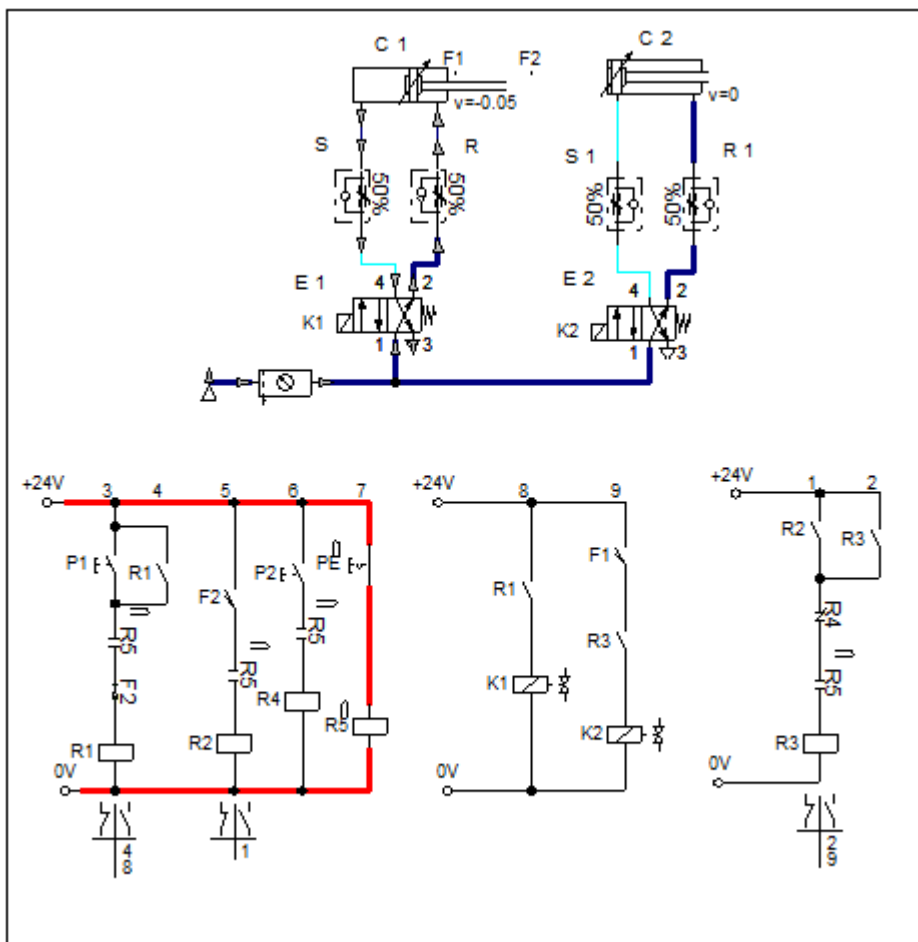 C 1
F1 F2
v=-0.05
C 2
v=0
S R
S 1 R 1
50% 50%
50% 50%
E 1 4 2
K1
1 3
E 2 4 2
K2
1 3
+24V 3 4 5 6 7
P1 R1
F2
P2
PE
R5
F2
R5
R5
R4
R5
R1
R2
0V
4
8
1
+24V 8 9
F1
R1
R3
K1
K2
0V
+24V 1 2
R2
R3
R4
R5
R3
0V
2
9